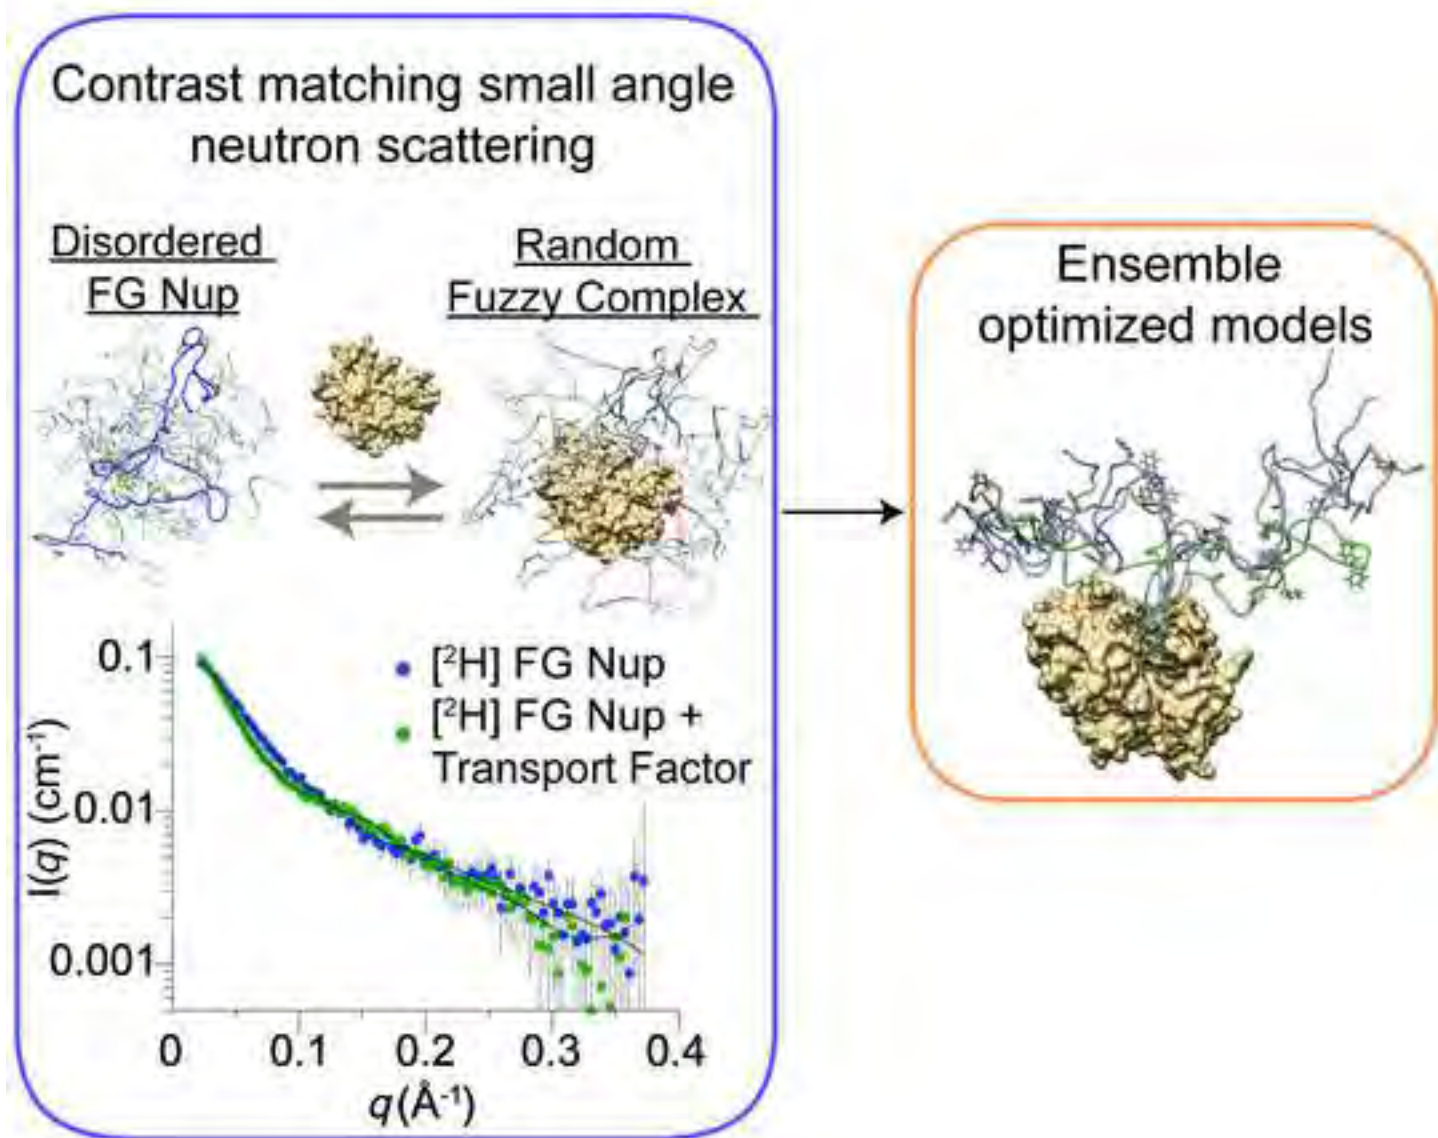 Contrast matching small angle
neutron scattering
Disordered
FG Nup
Random
Fuzzy Complex
Ensemble
optimized models
[²H] FG Nup
[²H] FG Nup +
Transport Factor
I(q) (cm⁻¹)
0.1
0.01
0.001
0 0.1 0.2 0.3 0.4
q(Å⁻¹)